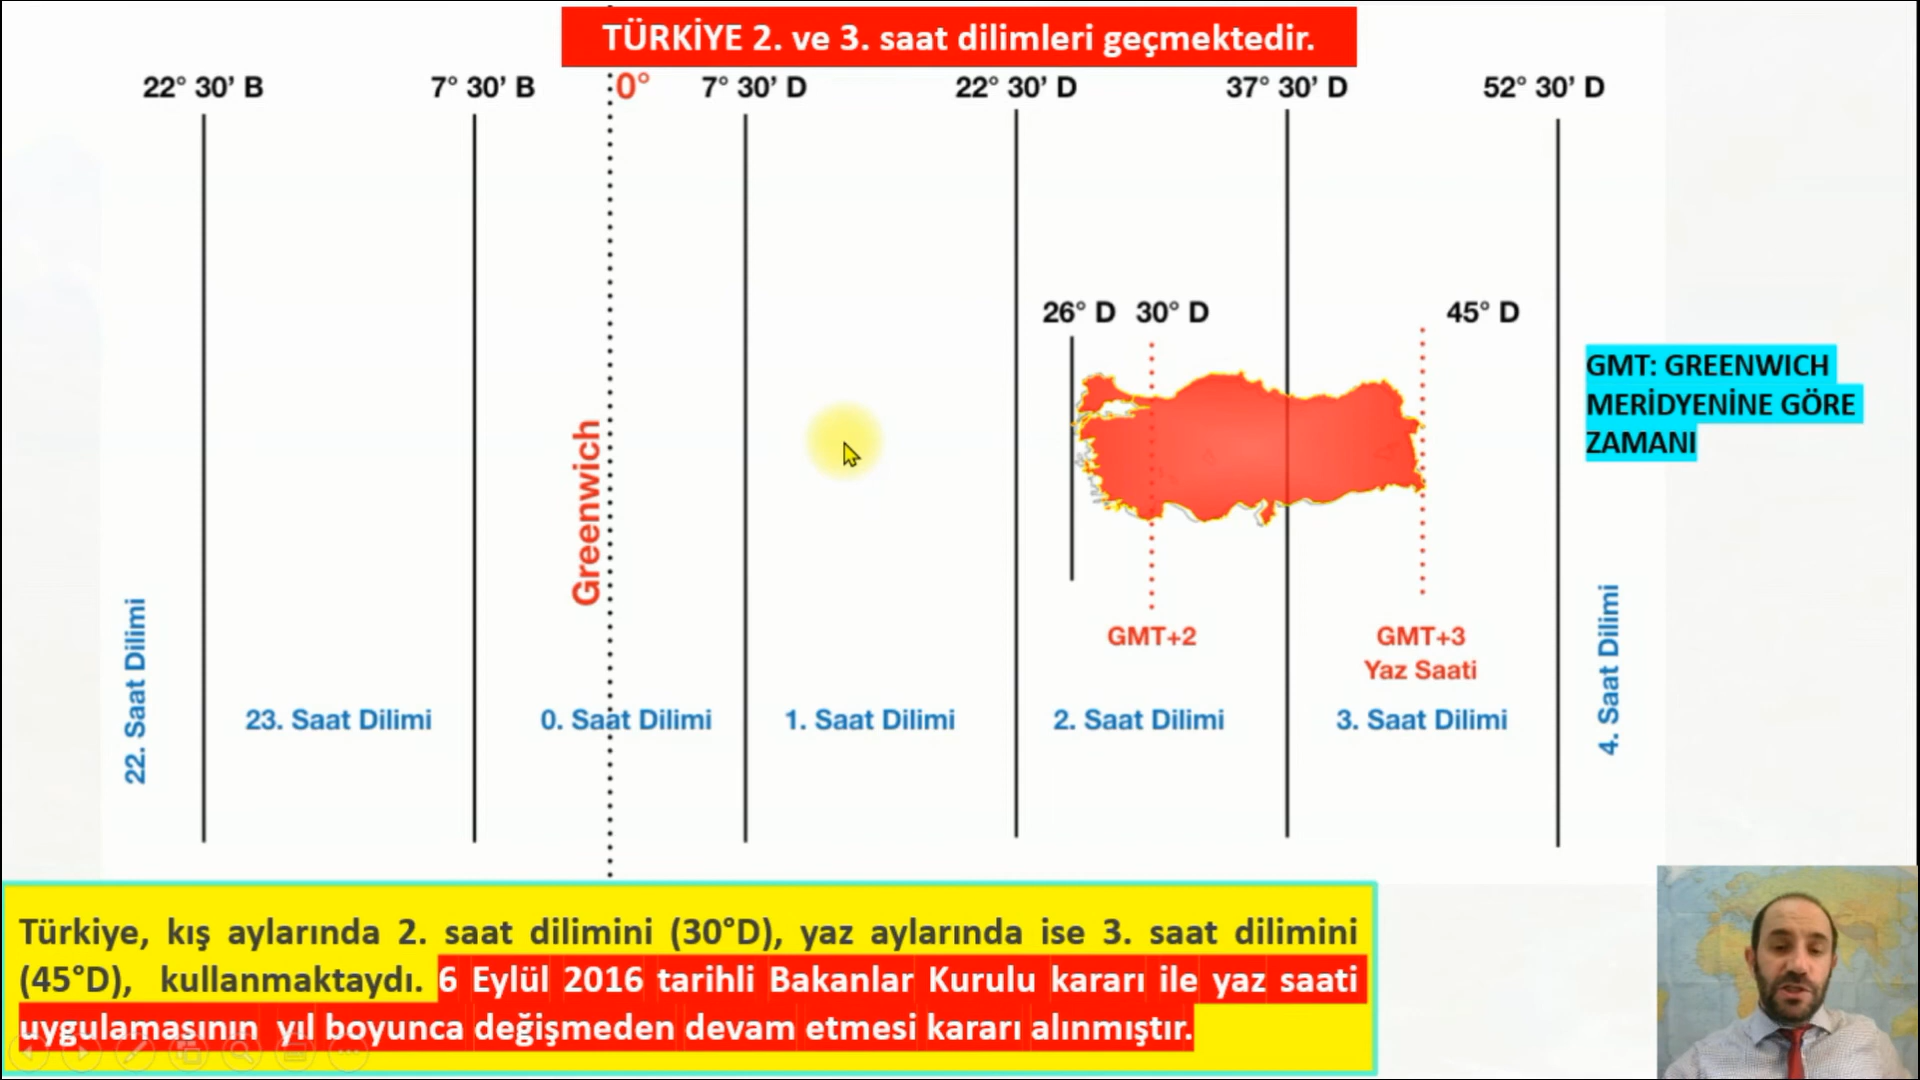 TÜRKİYE 2. ve 3. saat dilimleri geçmektedir.
22° 30’ B
7° 30’ B
0°
7° 30’ D
22° 30’ D
37° 30’ D
52° 30’ D
26° D
30° D
45° D
GMT: GREENWICH
MERİDYENİNE GÖRE
ZAMANI
Greenwich
GMT+2
GMT+3
Yaz Saati
22. Saat Dilimi
23. Saat Dilimi
0. Saat Dilimi
1. Saat Dilimi
2. Saat Dilimi
3. Saat Dilimi
4. Saat Dilimi
Türkiye, kış aylarında 2. saat dilimini (30°D), yaz aylarında ise 3. saat dilimini
(45°D), kullanmaktaydı. 6 Eylül 2016 tarihli Bakanlar Kurulu kararı ile yaz saati
uygulamasının yıl boyunca değişmeden devam etmesi kararı alınmıştır.